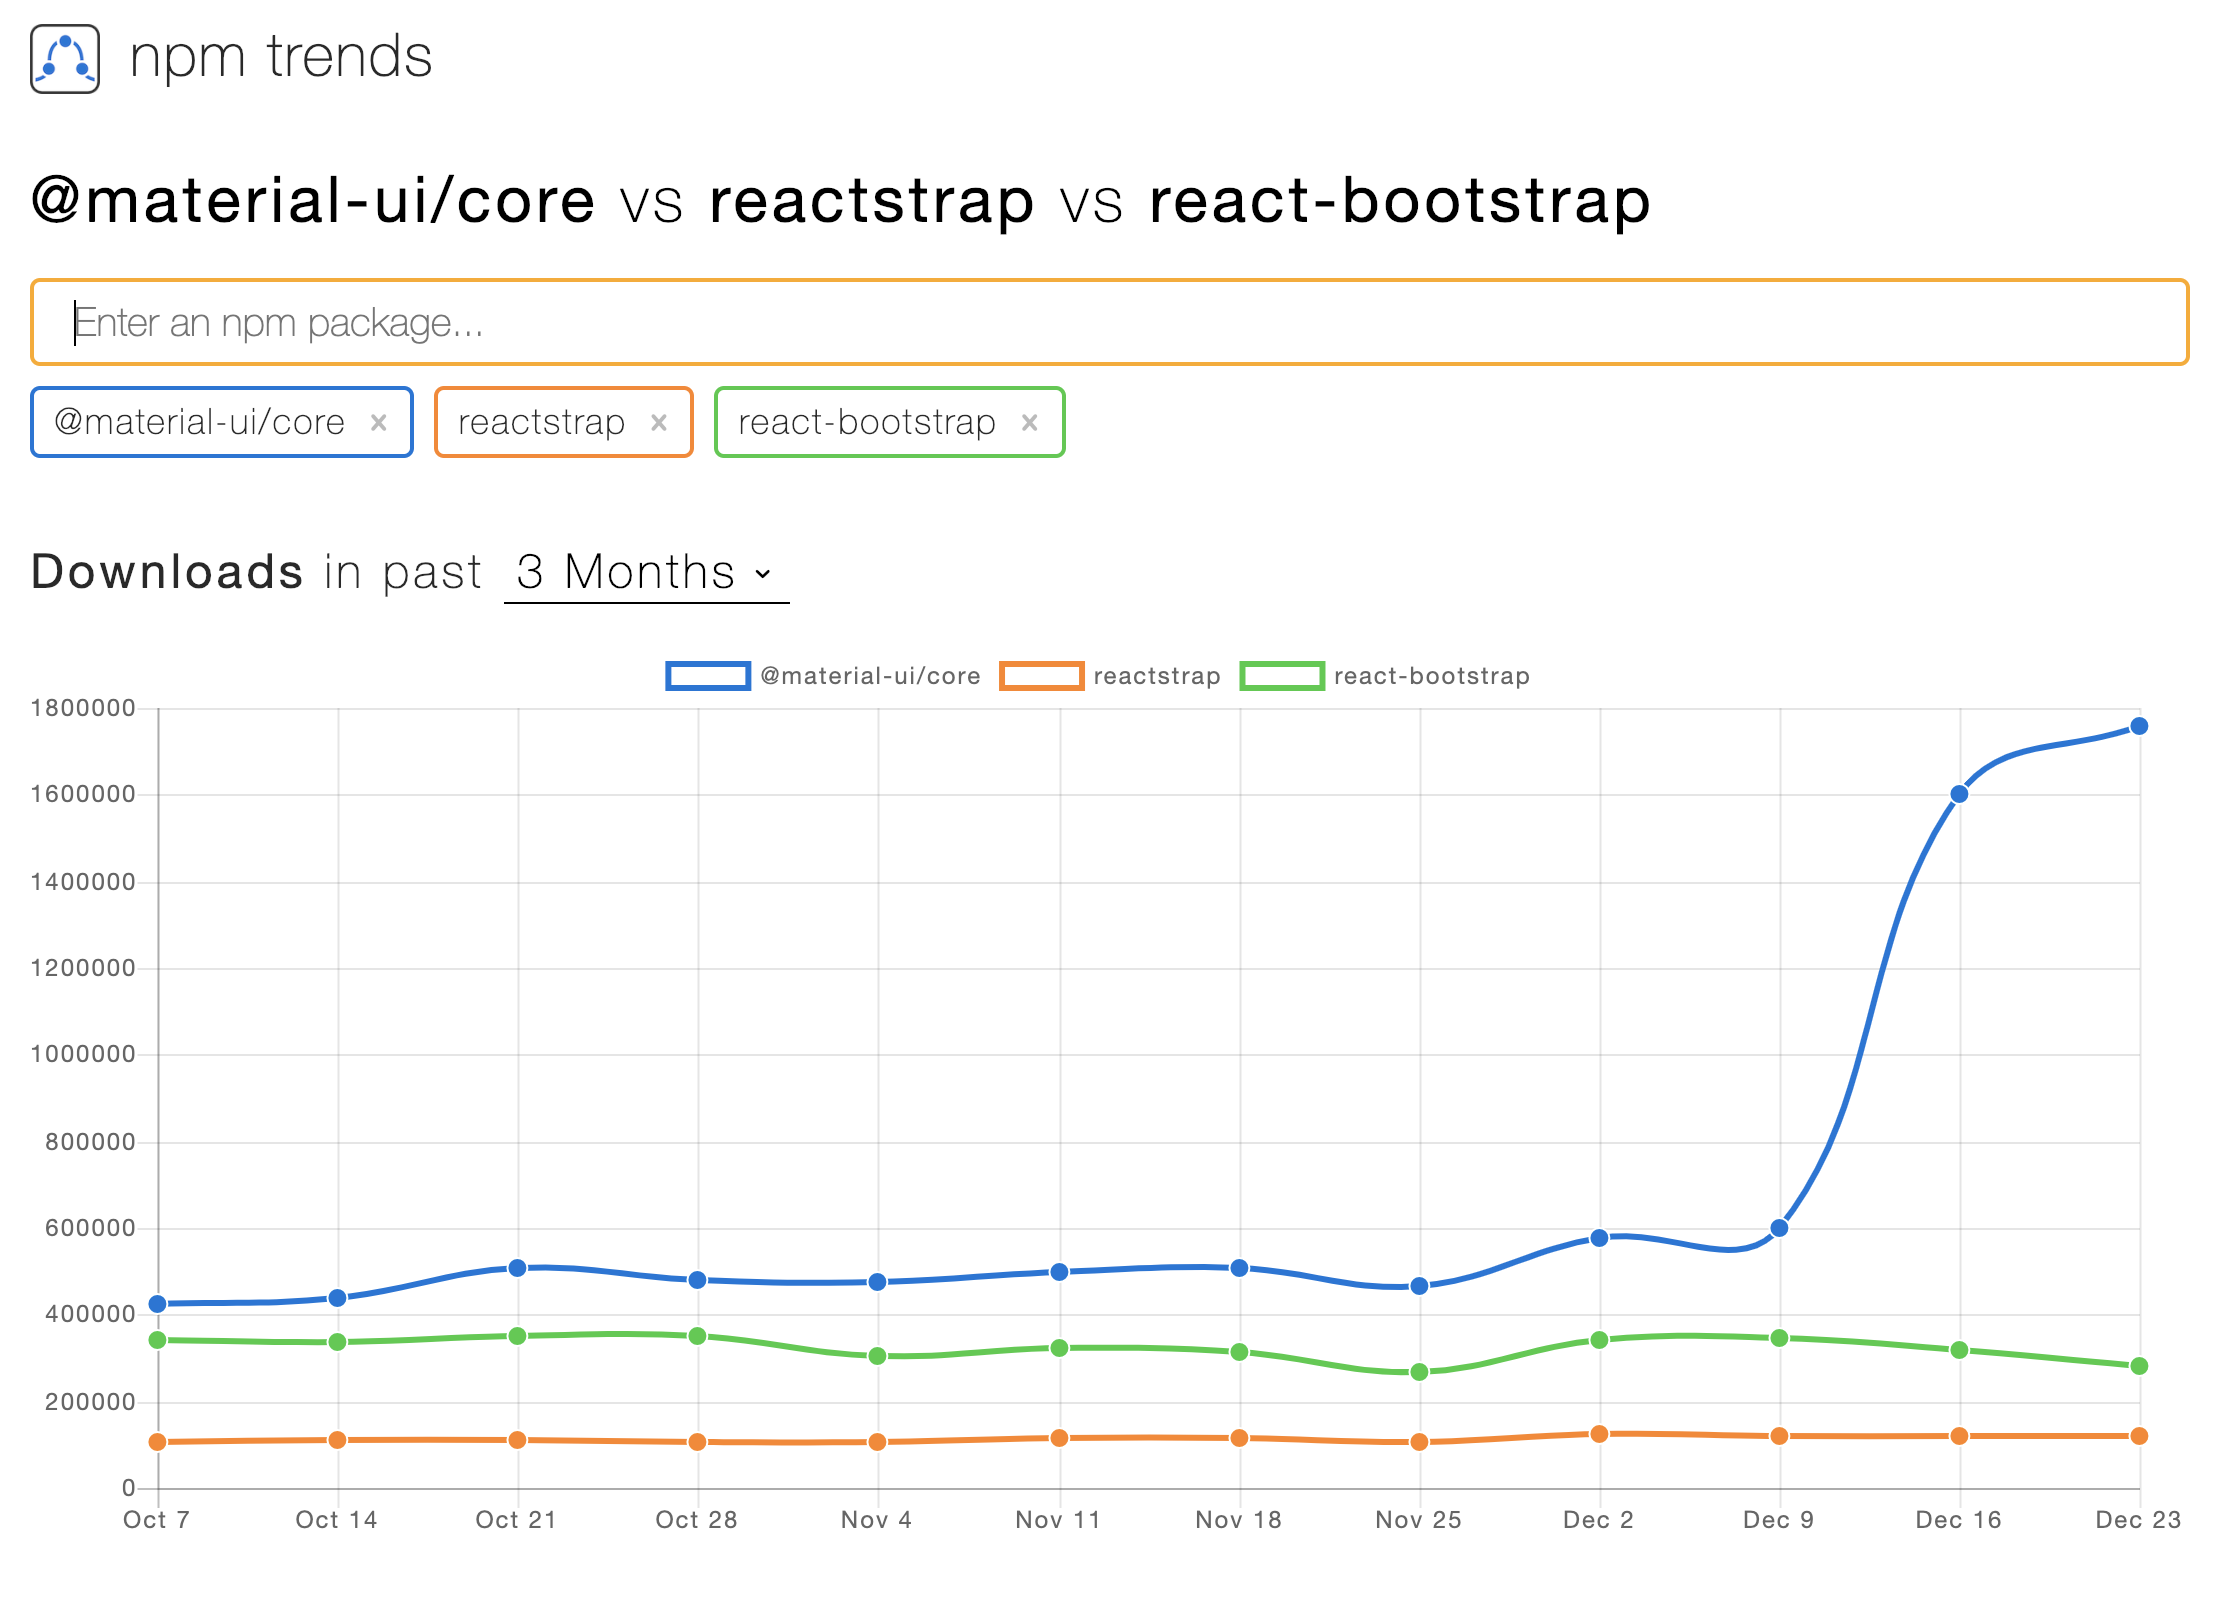 npm trends
@material-ui/core vs reactstrap vs react-bootstrap
Enter an npm package...
@material-ui/core × reactstrap × react-bootstrap ×
Downloads in past 3 Months
@material-ui/core reactstrap react-bootstrap
1800000
1600000
1400000
1200000
1000000
800000
600000
400000
200000
0
Oct 7 Oct 14 Oct 21 Oct 28 Nov 4 Nov 11 Nov 18 Nov 25 Dec 2 Dec 9 Dec 16 Dec 23